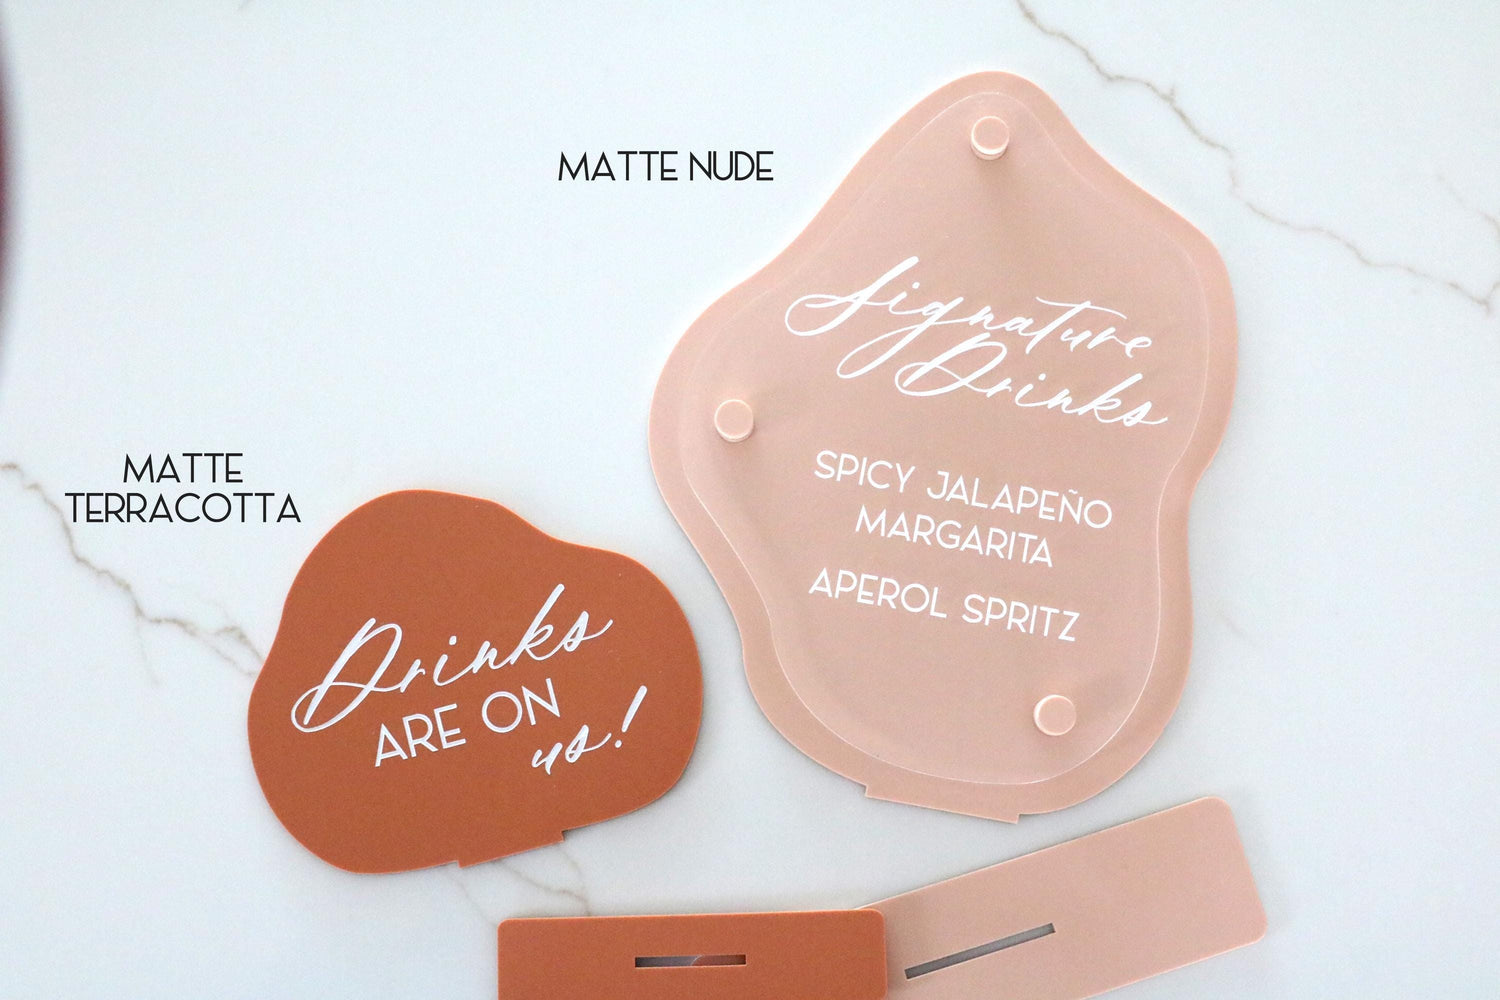 MATTE NUDE
Signature
Drinks
SPICY JALAPEÑO
MARGARITA
APEROL SPRITZ
MATTE
TERRACOTTA
Drinks
ARE ON
us!